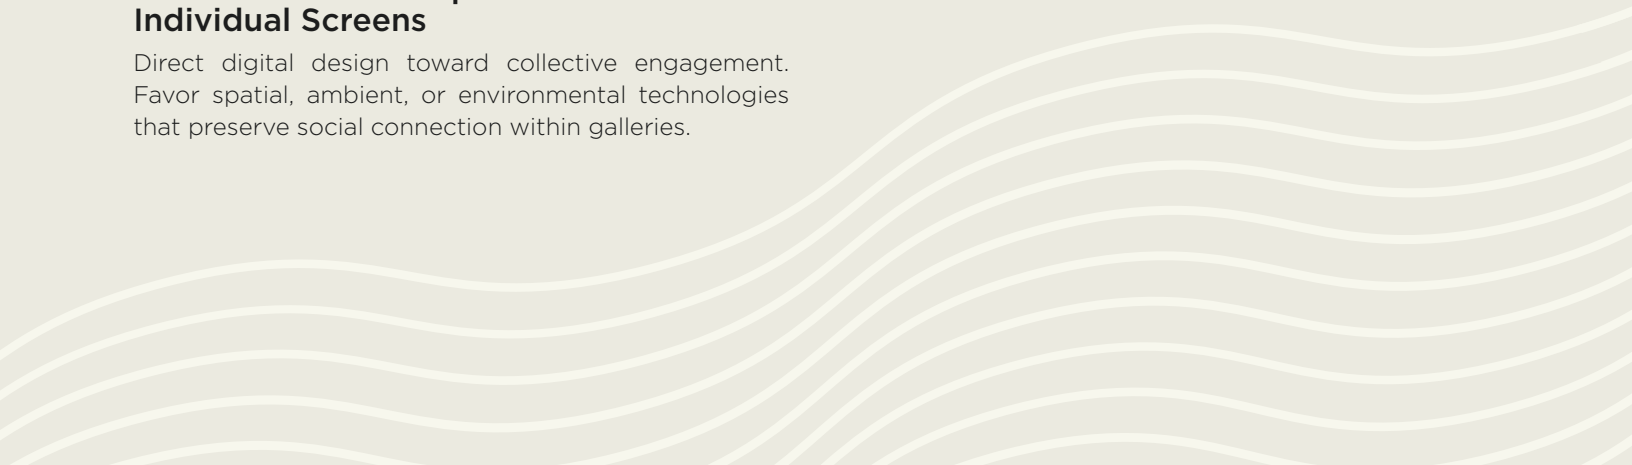 Individual Screens
Direct digital design toward collective engagement.
Favor spatial, ambient, or environmental technologies
that preserve social connection within galleries.